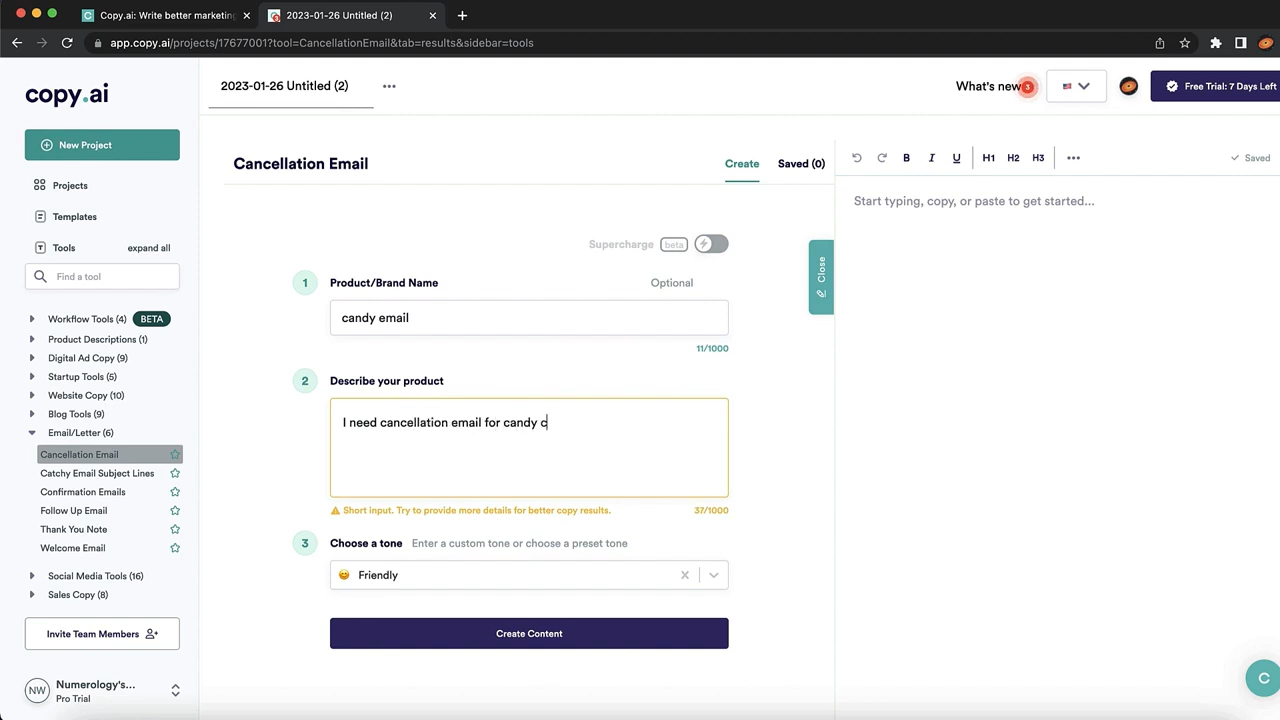 Copy.ai: Write better marketing
2023-01-26 Untitled (2)
app.copy.ai/projects/17677001?tool=CancellationEmail&tab=results&sidebar=tools
copy.ai
2023-01-26 Untitled (2)
What's new
3
Free Trial: 7 Days Left
New Project
Projects
Templates
Tools
expand all
Find a tool
Workflow Tools (4) BETA
Product Descriptions (1)
Digital Ad Copy (9)
Startup Tools (5)
Website Copy (10)
Blog Tools (9)
Email/Letter (6)
Cancellation Email
Catchy Email Subject Lines
Confirmation Emails
Follow Up Email
Thank You Note
Welcome Email
Social Media Tools (16)
Sales Copy (8)
Invite Team Members
NW
Numerology's...
Pro Trial
Cancellation Email
Create
Saved (0)
Supercharge beta
1
Product/Brand Name
Optional
candy email
11/1000
2
Describe your product
I need cancellation email for candy c
Short input. Try to provide more details for better copy results.
37/1000
3
Choose a tone
Enter a custom tone or choose a preset tone
Friendly
Create Content
Close
B I U H1 H2 H3
Saved
Start typing, copy, or paste to get started...
C